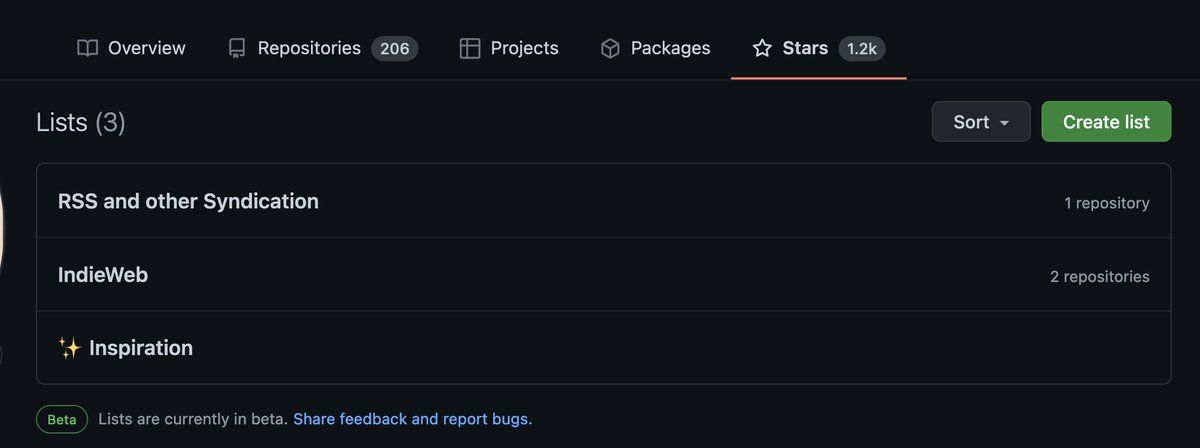 Overview Repositories 206 Projects Packages Stars 1.2k
Lists (3) Sort Create list
RSS and other Syndication 1 repository
IndieWeb 2 repositories
✨ Inspiration
Beta Lists are currently in beta. Share feedback and report bugs.